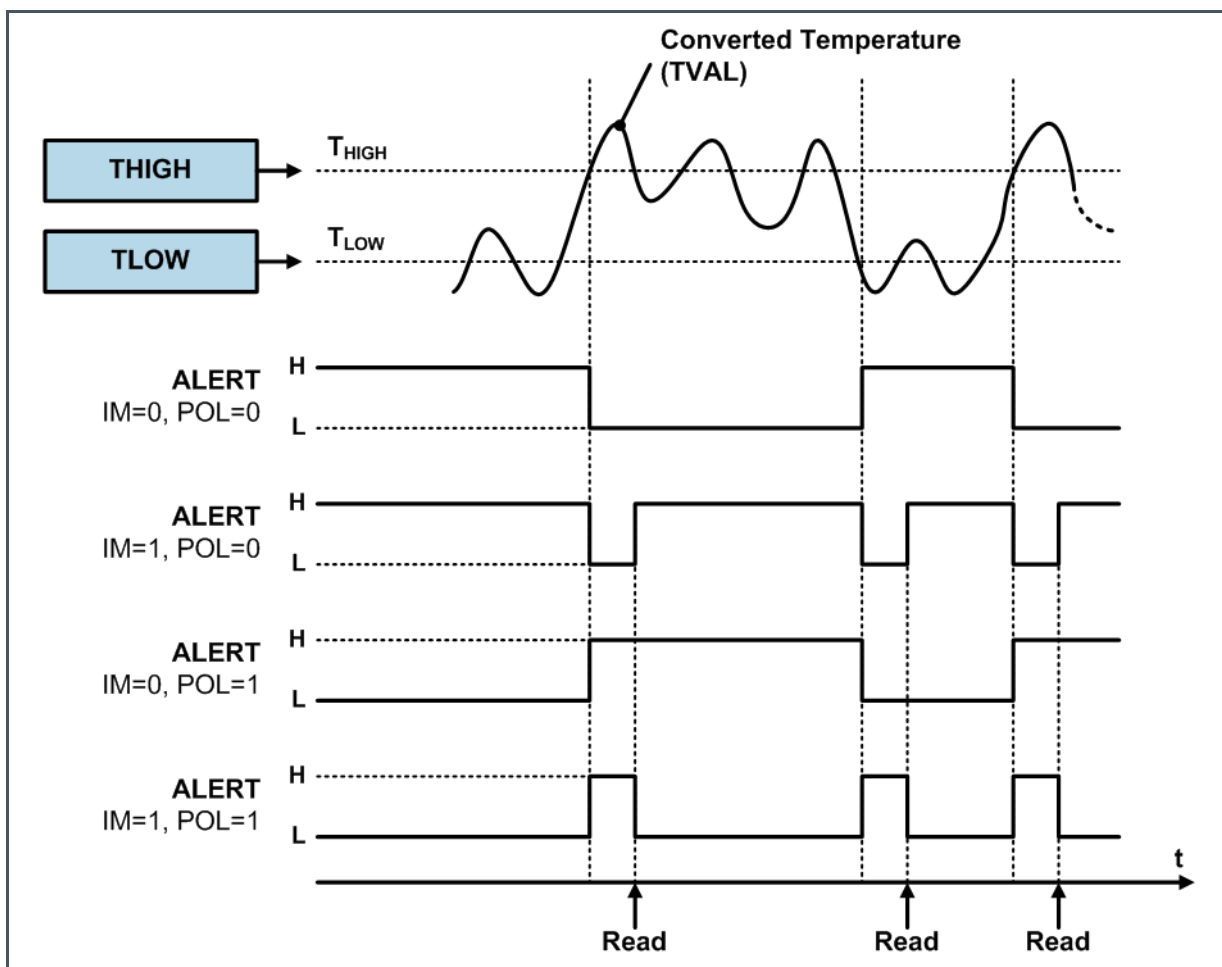 Converted Temperature
(TVAL)
THIGH
THIGH
TLOW
TLOW
ALERT
IM=0, POL=0
H
L
ALERT
IM=1, POL=0
H
L
ALERT
IM=0, POL=1
H
L
ALERT
IM=1, POL=1
H
L
t
Read
Read
Read